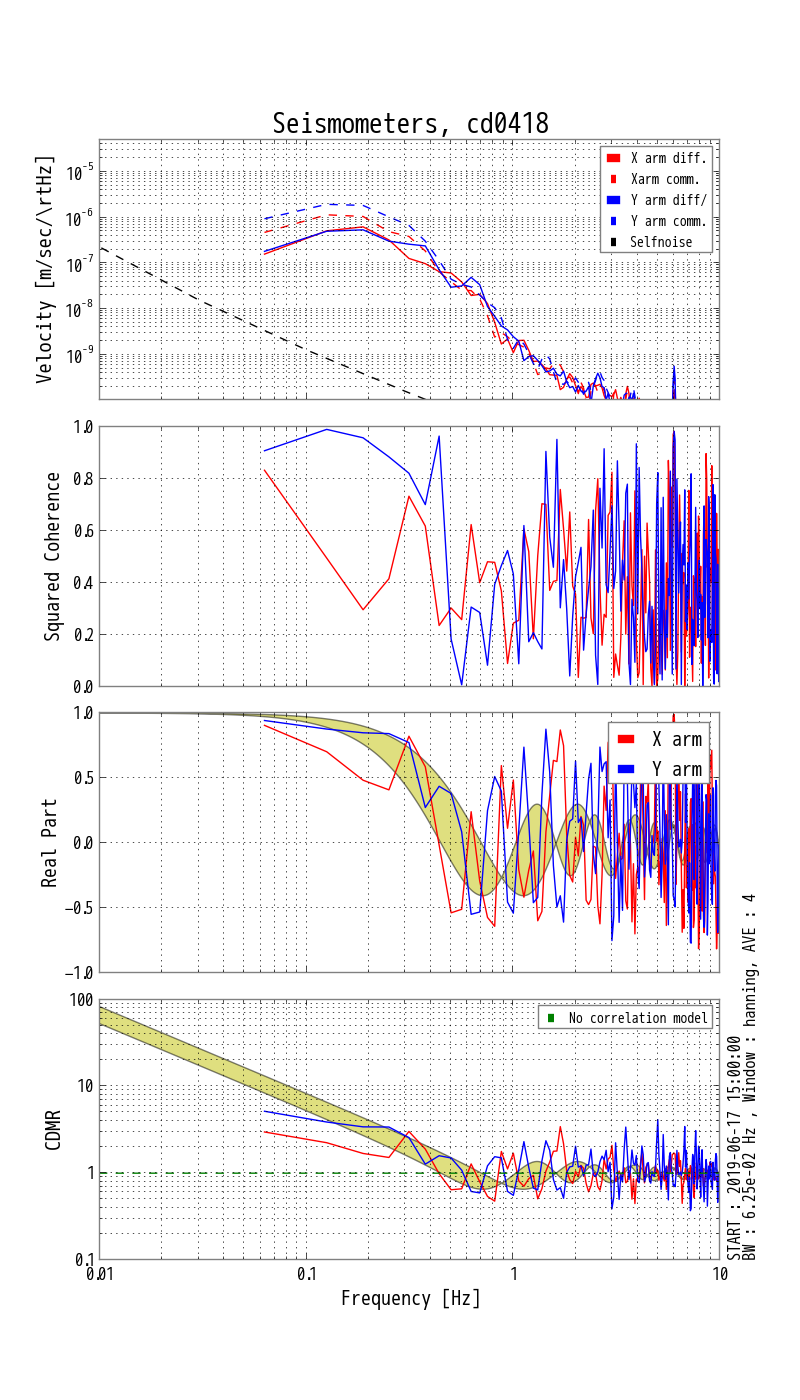 Seismometers, cd0418
Velocity [m/sec/\rtHz]
10^-5
10^-6
10^-7
10^-8
10^-9
X arm diff.
Xarm comm.
Y arm diff/
Y arm comm.
Selfnoise
Squared Coherence
1.0
0.8
0.6
0.4
0.2
0.0
Real Part
1.0
0.5
0.0
−0.5
−1.0
X arm
Y arm
CDMR
100
10
1
0.1
No correlation model
0.01
0.1
1
10
Frequency [Hz]
START : 2019-06-17 15:00:00
BW : 6.25e-02 Hz , Window : hanning, AVE : 4